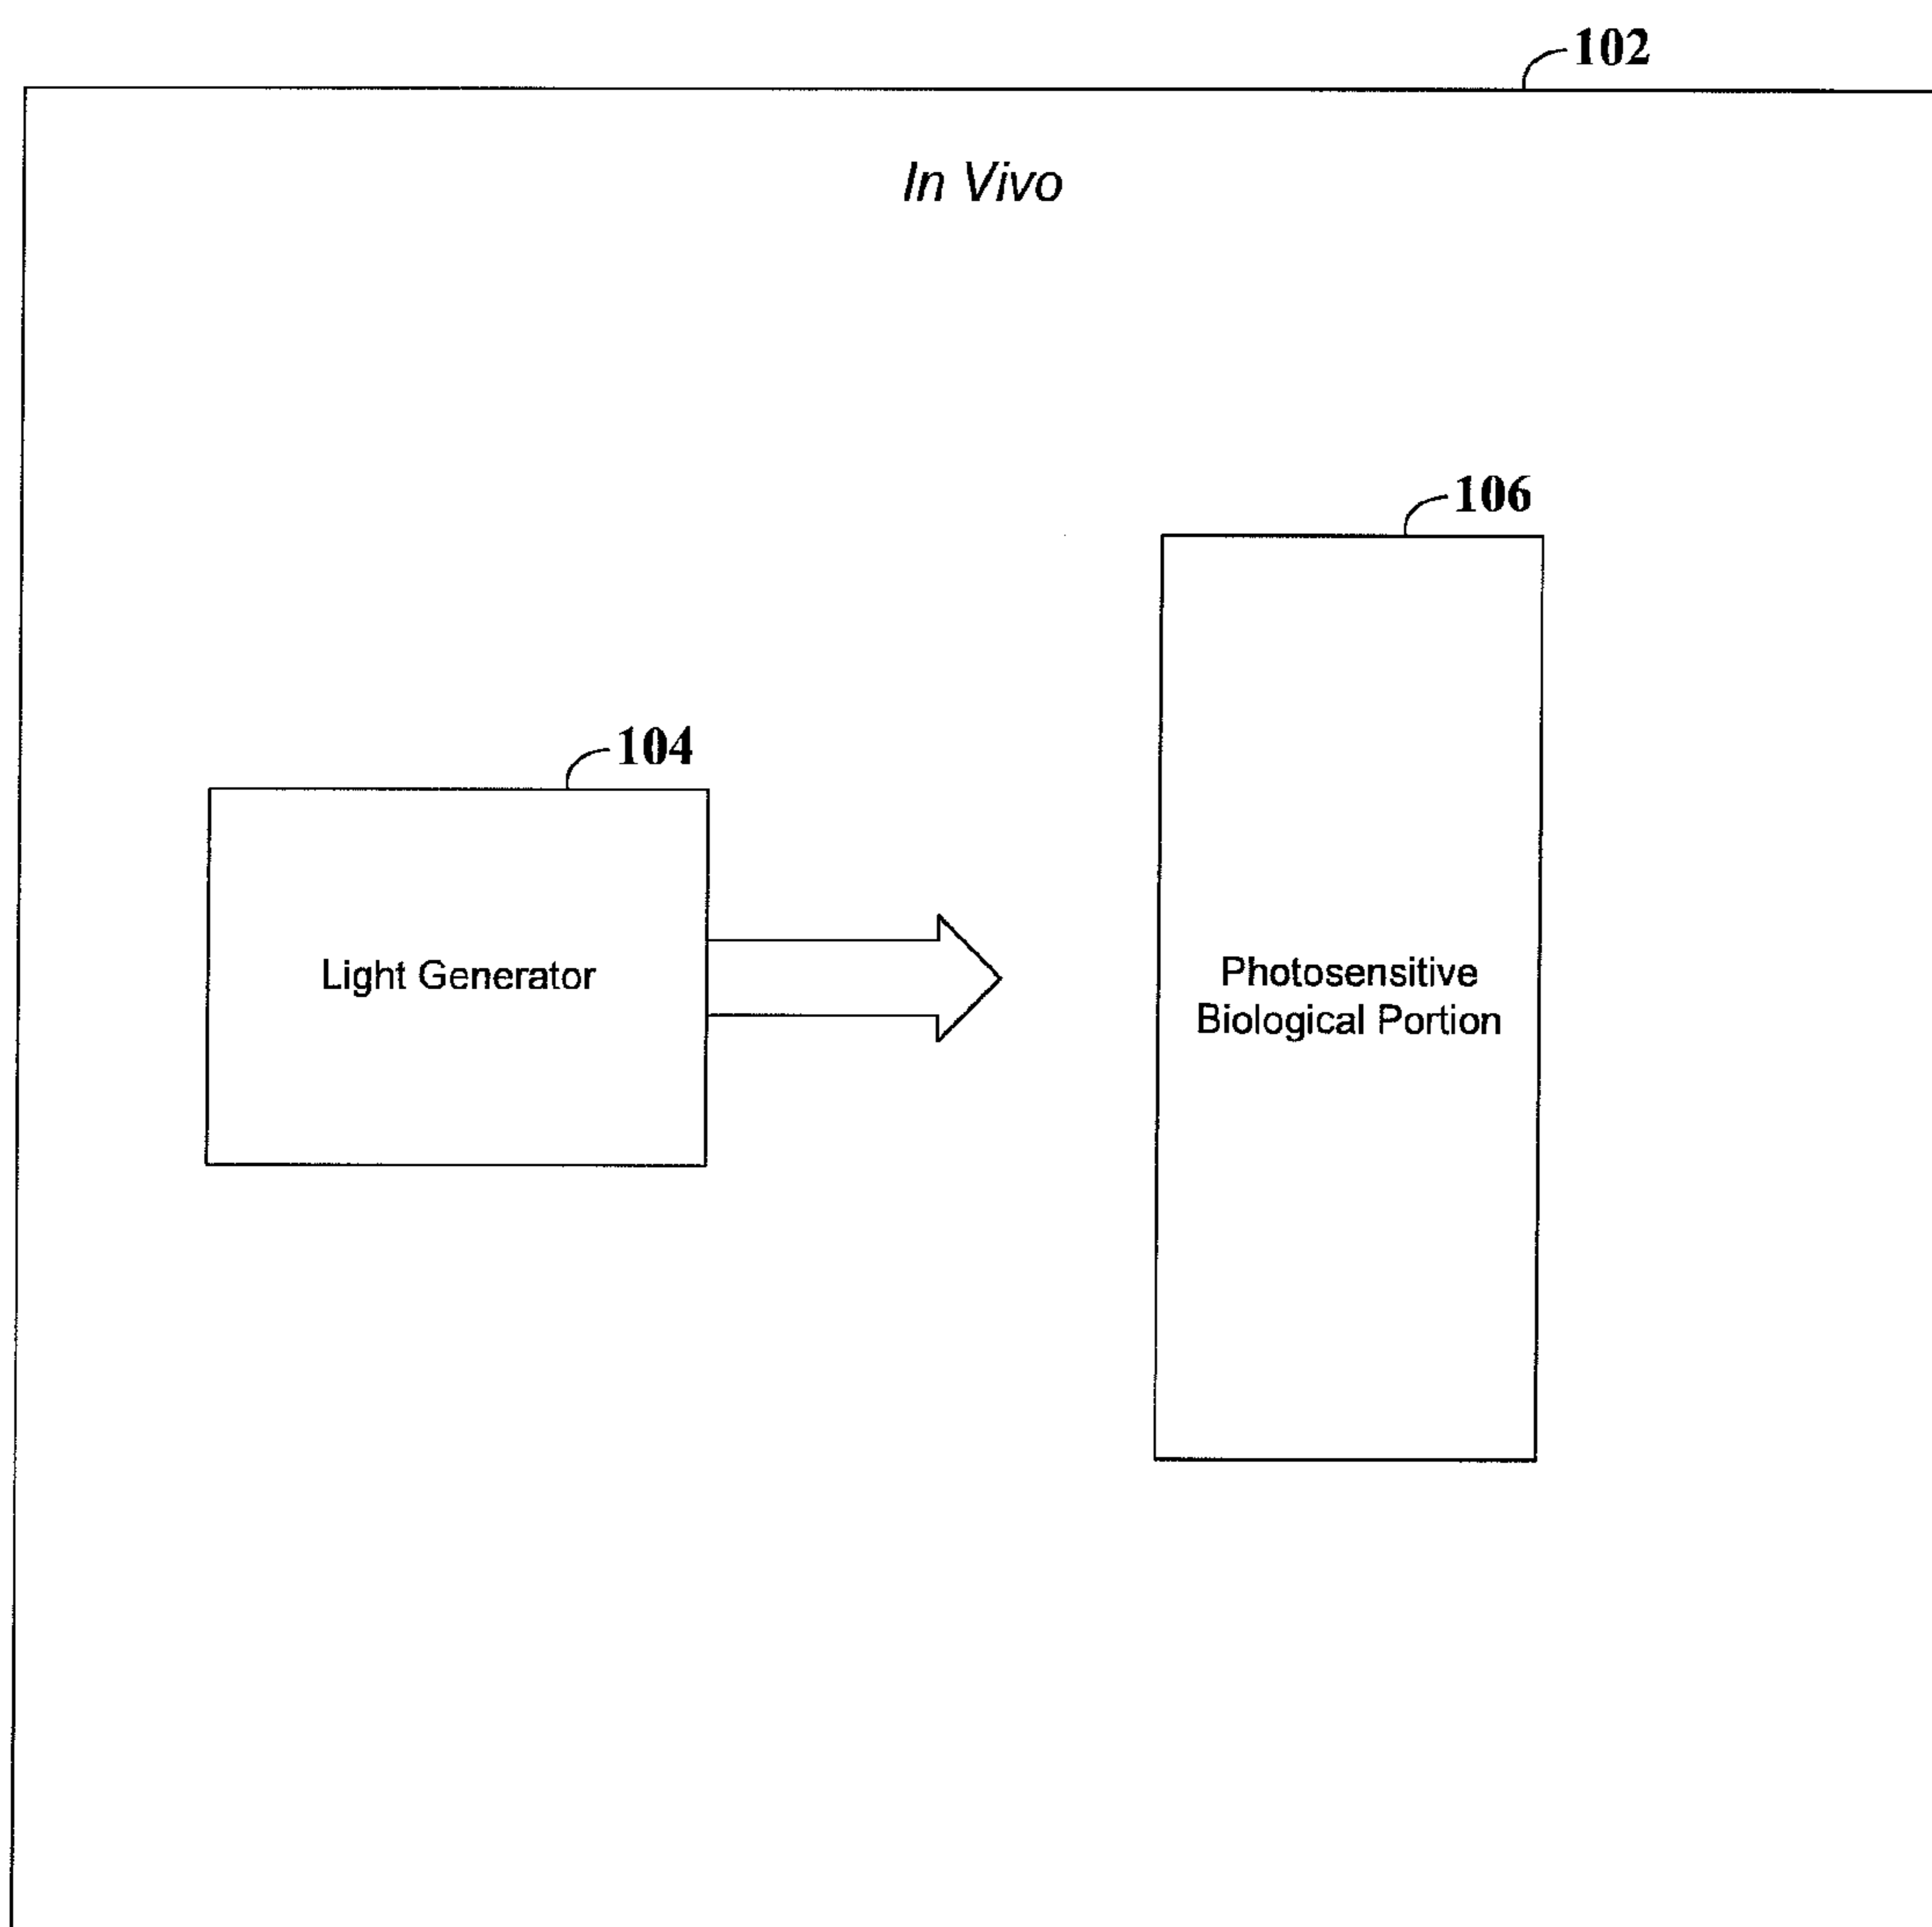 102
In Vivo
106
104
Light Generator
Photosensitive
Biological Portion